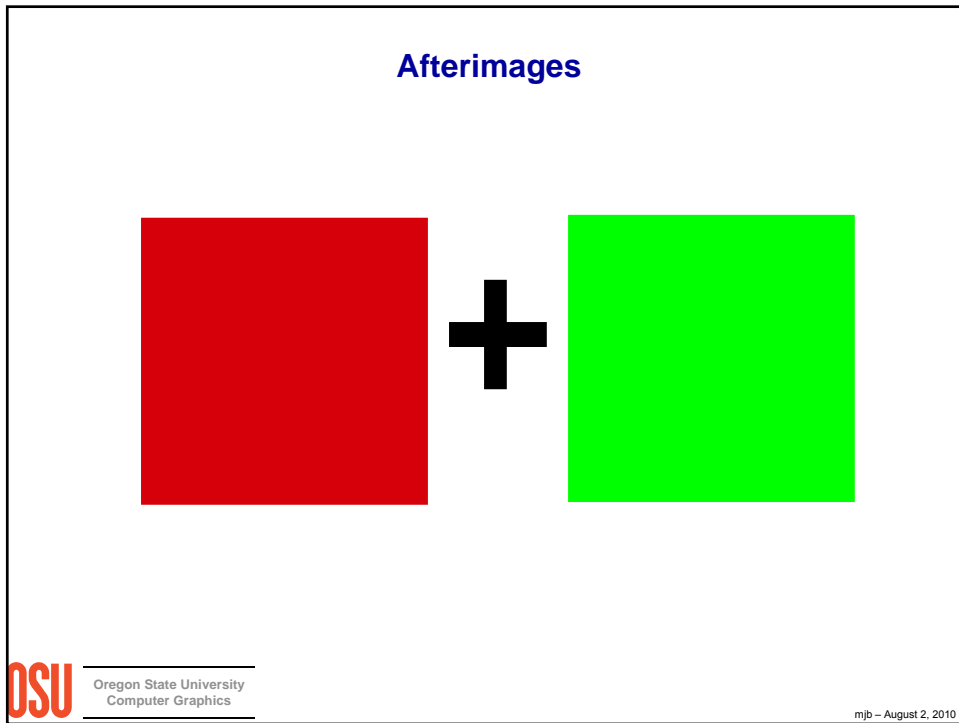 Afterimages
OSU
Oregon State University
Computer Graphics
mjb – August 2, 2010